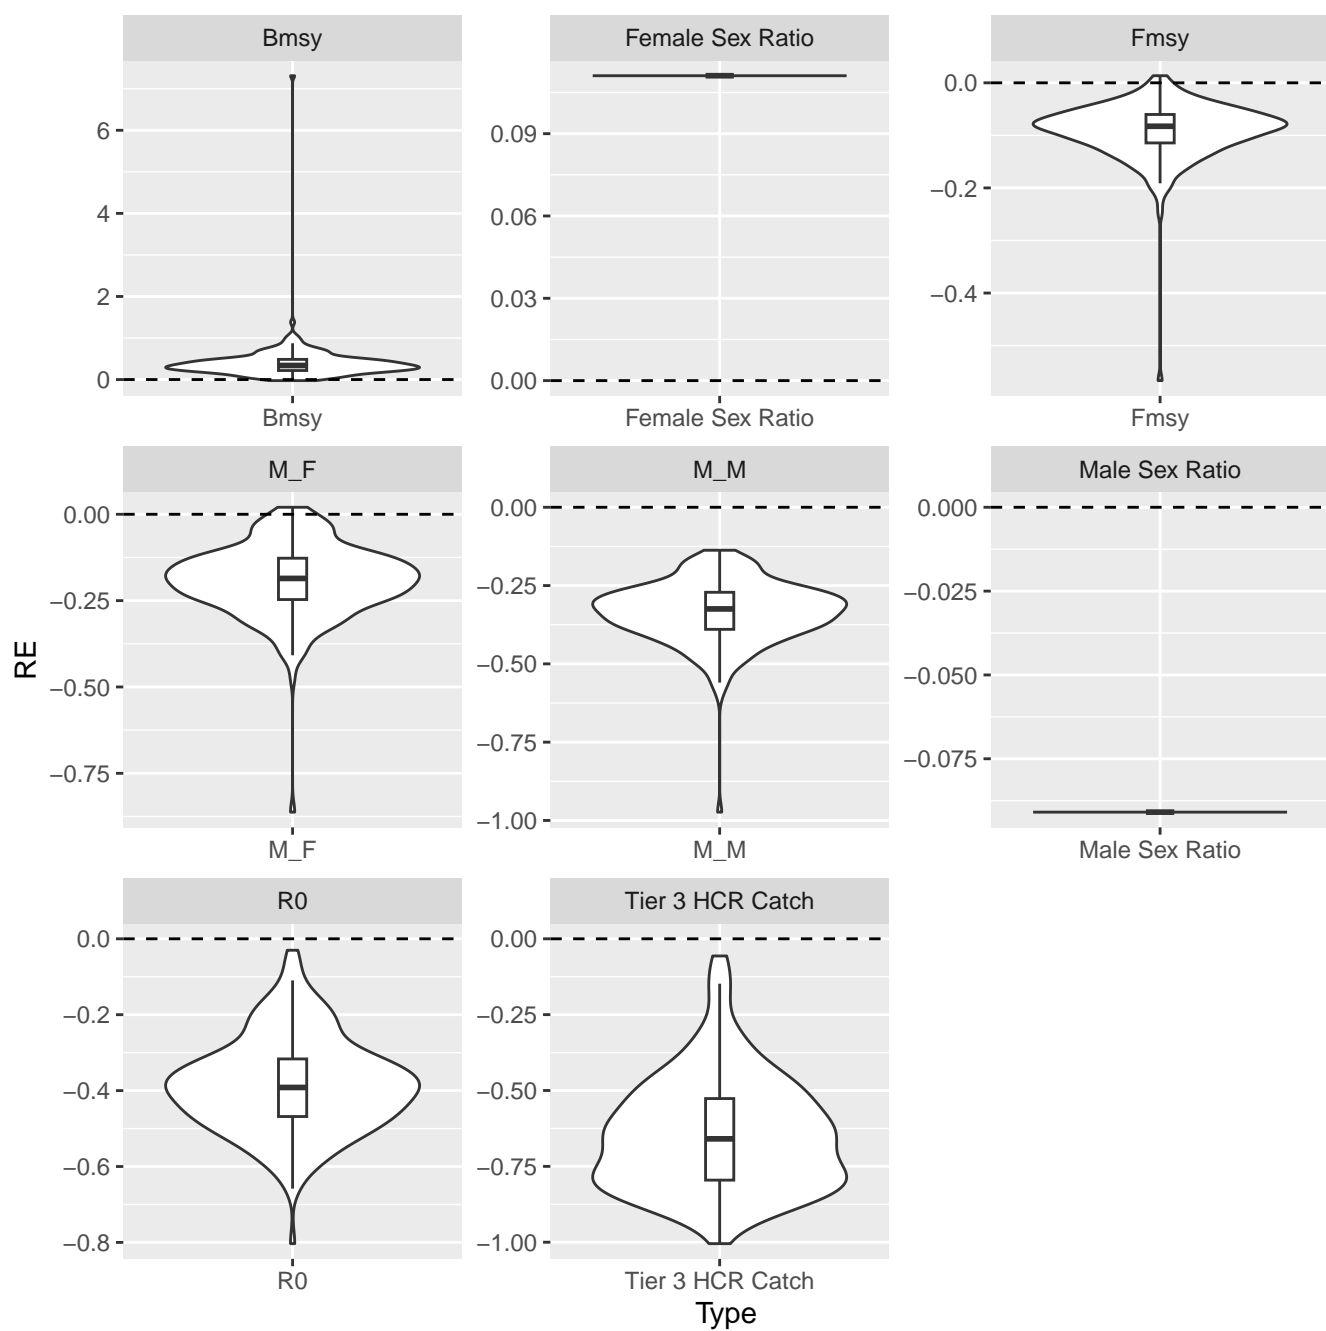 Bmsy
Female Sex Ratio
Fmsy
6
4
2
0
0.09
0.06
0.03
0.00
0.0
−0.2
−0.4
Bmsy
Female Sex Ratio
Fmsy
M_F
M_M
Male Sex Ratio
RE
0.00
−0.25
−0.50
−0.75
0.00
−0.25
−0.50
−0.75
−1.00
0.000
−0.025
−0.050
−0.075
M_F
M_M
Male Sex Ratio
R0
Tier 3 HCR Catch
0.0
−0.2
−0.4
−0.6
−0.8
0.00
−0.25
−0.50
−0.75
−1.00
R0
Tier 3 HCR Catch
Type